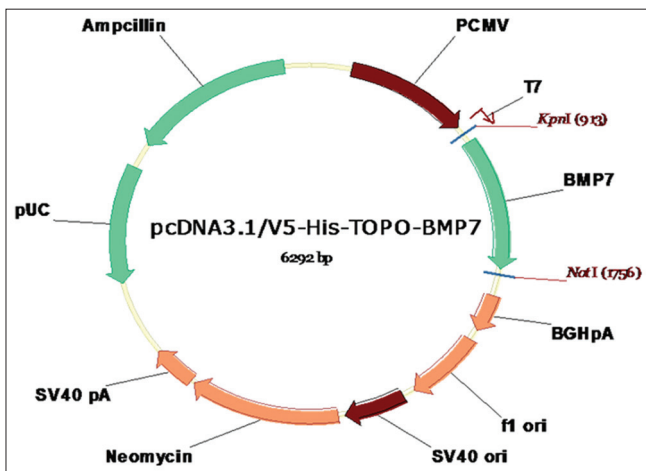 Ampcillin
PCMV
T7
KpnI (913)
BMP7
pUC
pcDNA3.1/V5-His-TOPO-BMP7
6292 bp
NotI (1756)
BGHpA
SV40 pA
f1 ori
Neomycin
SV40 ori